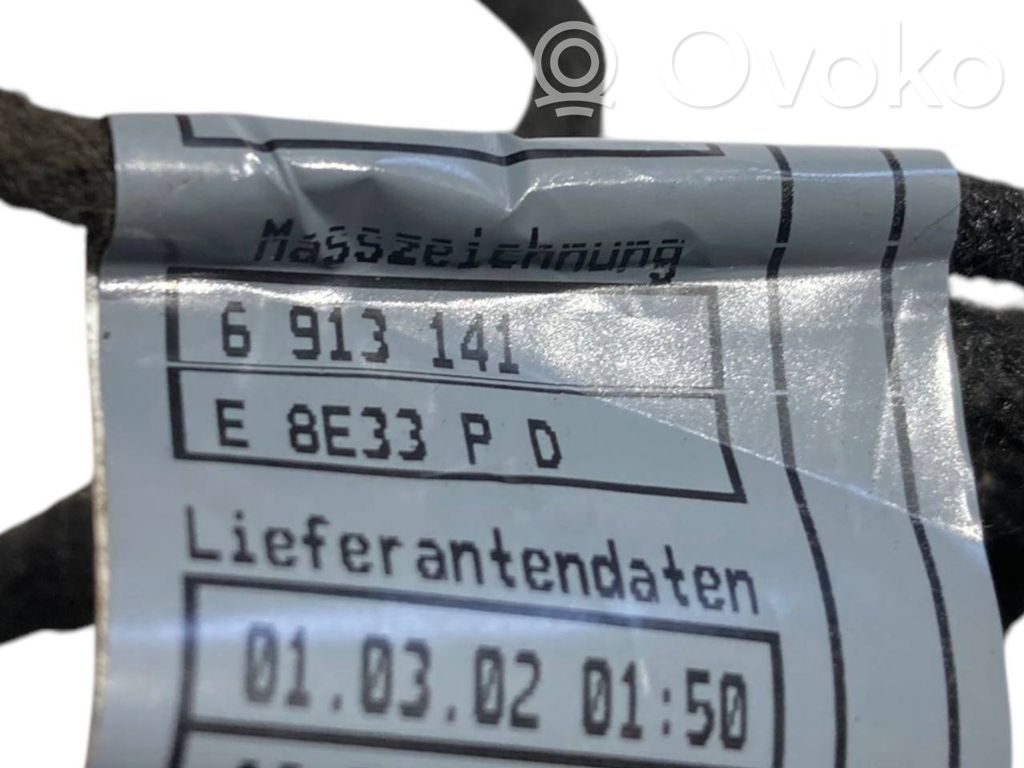 Ovoko
Masszeichnung
6 913 141
E 8E33 P D
Lieferantendaten
01.03.02 01:50